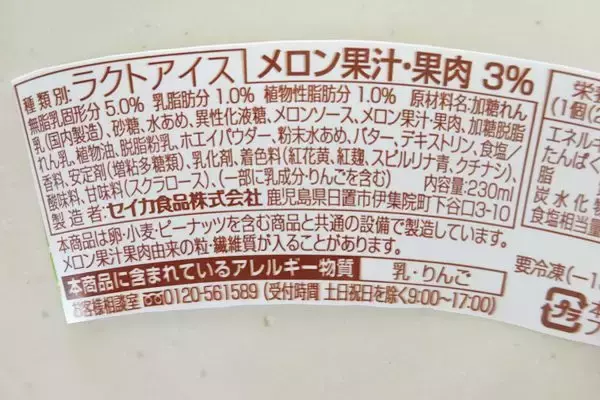 種類別:ラクトアイス メロン果汁・果肉 3%
無脂乳固形分 5.0% 乳脂肪分 1.0% 植物性脂肪分 1.0% 原材料名:加糖れん
乳(国内製造)、砂糖、水あめ、異性化液糖、メロンソース、メロン果汁・果肉、加糖脱脂
れん乳、植物油、脱脂粉乳、ホエイパウダー、粉末水あめ、バター、デキストリン、食塩/
香料、安定剤(増粘多糖類)、乳化剤、着色料(紅花黄、紅麹、スピルリナ青、クチナシ)、
酸味料、甘味料(スクラロース)、(一部に乳成分・りんごを含む) 内容量:230ml
製造者:セイカ食品株式会社 鹿児島県日置市伊集院町下谷口3-10
本商品は卵・小麦・ピーナッツを含む商品と共通の設備で製造しています。
メロン果汁果肉由来の粒・繊維質が入ることがあります。
本商品に含まれているアレルギー物質 乳・りんご
お客様相談室 0120-561589(受付時間 土日祝日を除く9:00~17:00)
栄養
(1個(2
エネルギ
たんぱく
脂
炭水化物
食塩相当量
要冷凍(-1
プラ